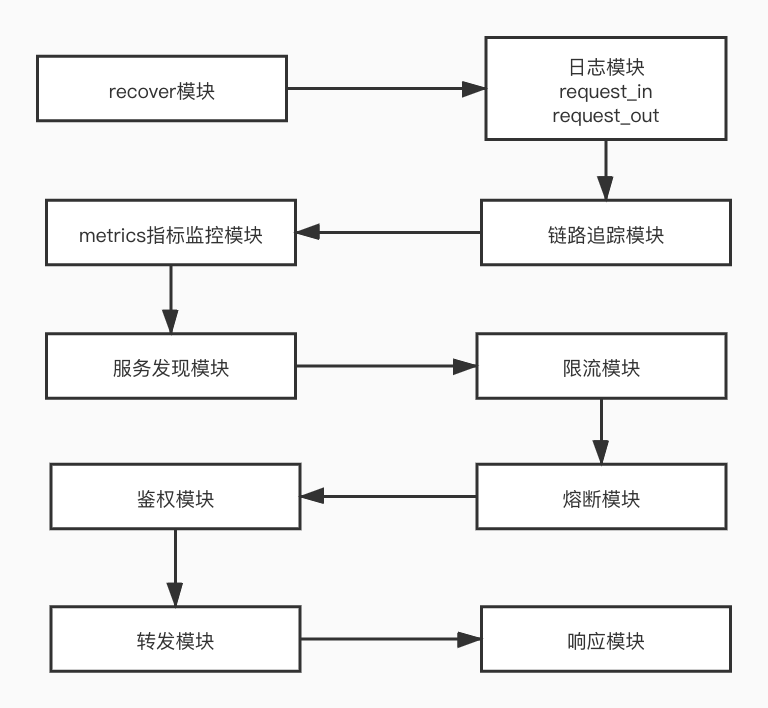 recover模块
日志模块
request_in
request_out
metrics指标监控模块
链路追踪模块
服务发现模块
限流模块
鉴权模块
熔断模块
转发模块
响应模块